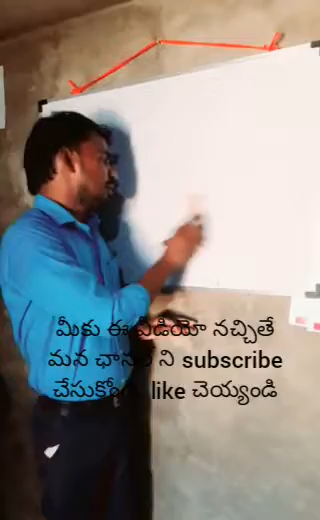 మీకు ఈ వీడియో నచ్చితే
మన ఛానల్ ని subscribe
చేసుకోండి like చెయ్యండి